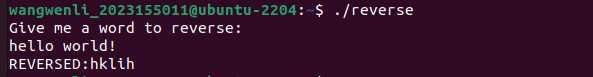 wangwenli_2023155011@ubuntu-2204:~$ ./reverse
Give me a word to reverse:
hello world!
REVERSED:hklih